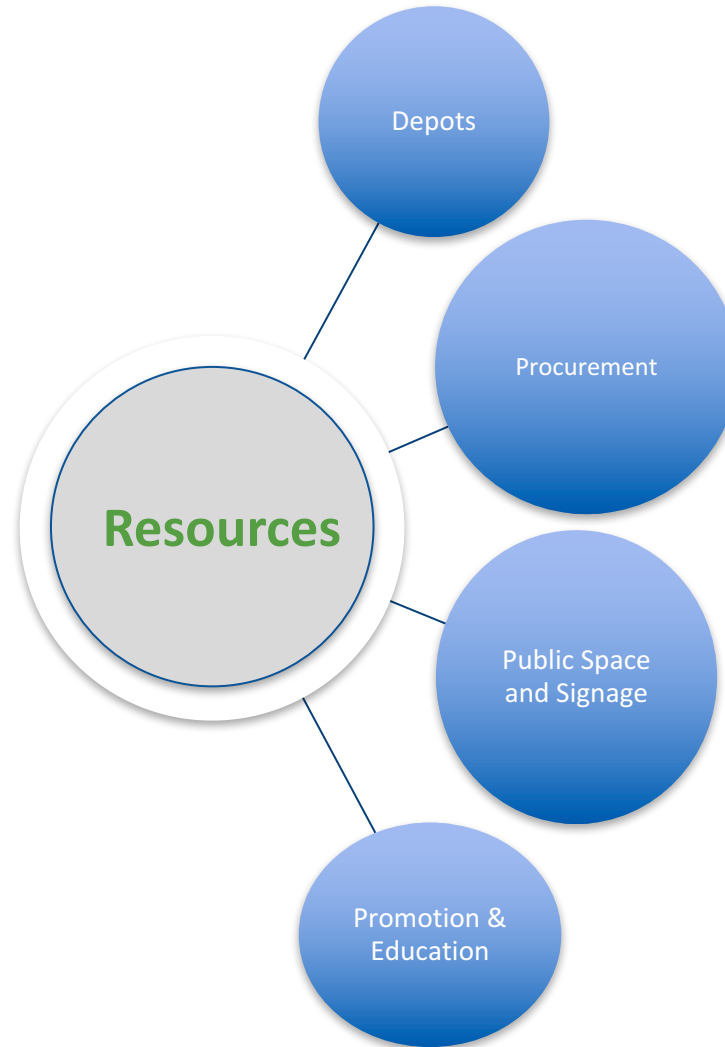 Depots
Procurement
Resources
Public Space
and Signage
Promotion &
Education